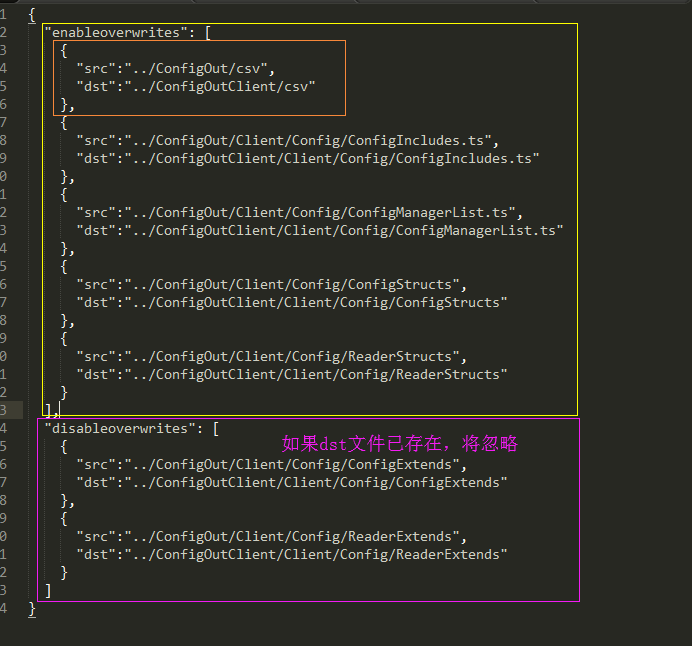 1 {
2 "enableoverwrites": [
3 {
4 "src":"../ConfigOut/csv",
5 "dst":"../ConfigOutClient/csv"
6 },
7 {
8 "src":"../ConfigOut/Client/Config/ConfigIncludes.ts",
9 "dst":"../ConfigOutClient/Client/Config/ConfigIncludes.ts"
0 },
1 {
2 "src":"../ConfigOut/Client/Config/ConfigManagerList.ts",
3 "dst":"../ConfigOutClient/Client/Config/ConfigManagerList.ts"
4 },
5 {
6 "src":"../ConfigOut/Client/Config/ConfigStructs",
7 "dst":"../ConfigOutClient/Client/Config/ConfigStructs"
8 },
9 {
0 "src":"../ConfigOut/Client/Config/ReaderStructs",
1 "dst":"../ConfigOutClient/Client/Config/ReaderStructs"
2 }
3 ],
4 "disableoverwrites": [
5 { 如果dst文件已存在，将忽略
6 "src":"../ConfigOut/Client/Config/ConfigExtends",
7 "dst":"../ConfigOutClient/Client/Config/ConfigExtends"
8 },
9 {
0 "src":"../ConfigOut/Client/Config/ReaderExtends",
1 "dst":"../ConfigOutClient/Client/Config/ReaderExtends"
2 }
3 ]
4 }